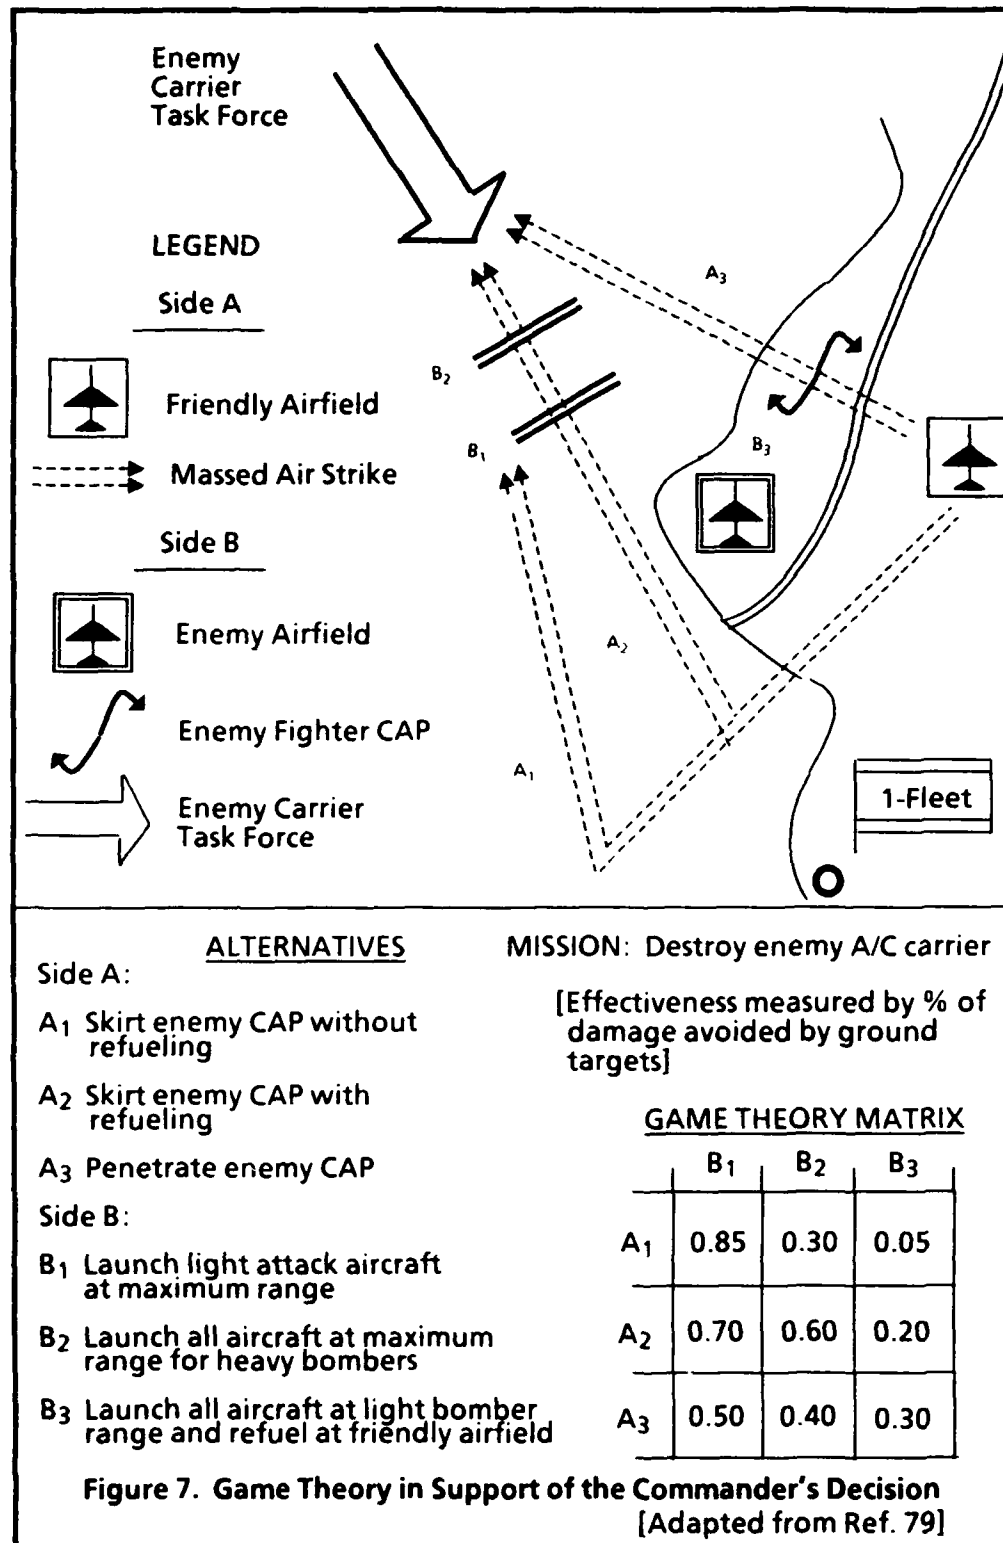 Enemy
Carrier
Task Force
LEGEND
Side A
Friendly Airfield
Massed Air Strike
Side B
Enemy Airfield
Enemy Fighter CAP
Enemy Carrier
Task Force
A3
B2
B1
B3
A2
A1
1-Fleet
ALTERNATIVES
Side A:
A1 Skirt enemy CAP without
refueling
A2 Skirt enemy CAP with
refueling
A3 Penetrate enemy CAP
Side B:
B1 Launch light attack aircraft
at maximum range
B2 Launch all aircraft at maximum
range for heavy bombers
B3 Launch all aircraft at light bomber
range and refuel at friendly airfield
MISSION: Destroy enemy A/C carrier
[Effectiveness measured by % of
damage avoided by ground
targets]
GAME THEORY MATRIX
B1 B2 B3
A1 0.85 0.30 0.05
A2 0.70 0.60 0.20
A3 0.50 0.40 0.30
Figure 7. Game Theory in Support of the Commander's Decision
[Adapted from Ref. 79]